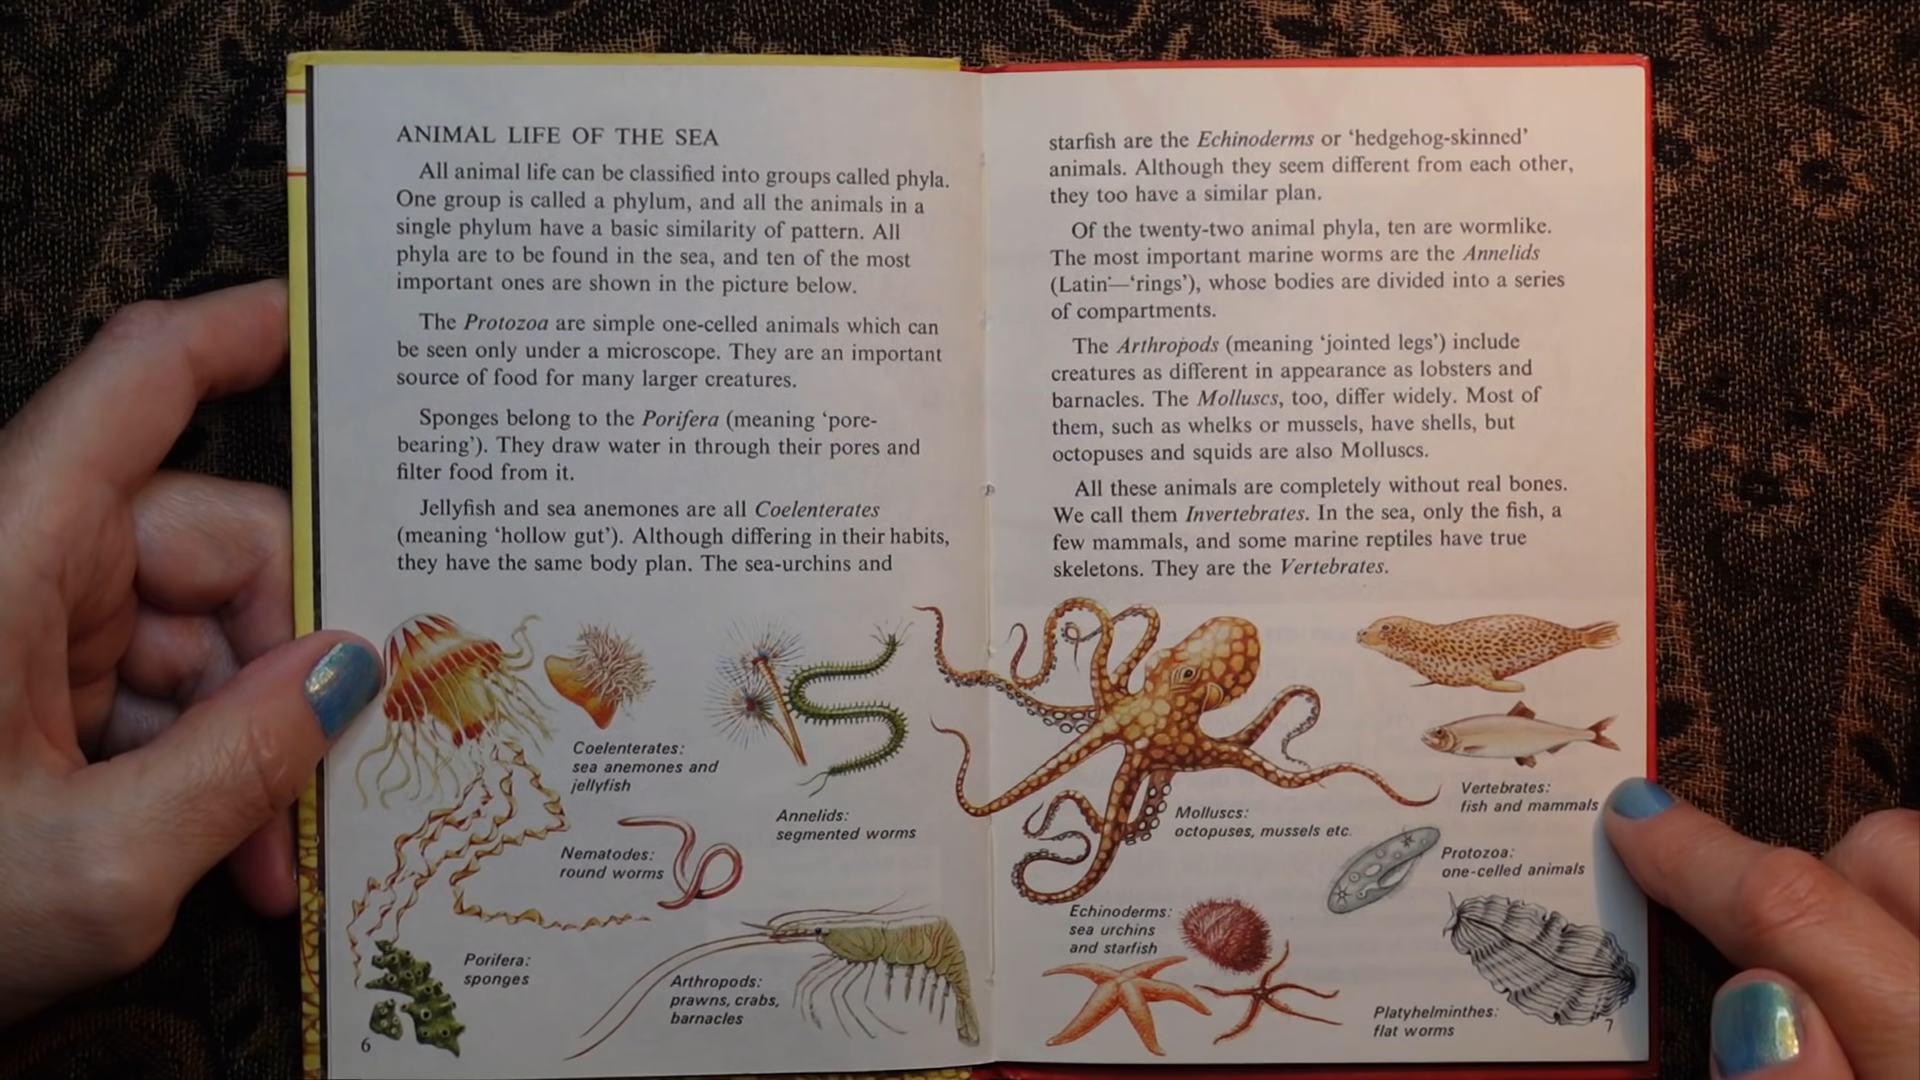 ANIMAL LIFE OF THE SEA
All animal life can be classified into groups called phyla.
One group is called a phylum, and all the animals in a
single phylum have a basic similarity of pattern. All
phyla are to be found in the sea, and ten of the most
important ones are shown in the picture below.
The Protozoa are simple one-celled animals which can
be seen only under a microscope. They are an important
source of food for many larger creatures.
Sponges belong to the Porifera (meaning ‘pore-
bearing’). They draw water in through their pores and
filter food from it.
Jellyfish and sea anemones are all Coelenterates
(meaning ‘hollow gut’). Although differing in their habits,
they have the same body plan. The sea-urchins and
Coelenterates:
sea anemones and
jellyfish
Annelids:
segmented worms
Nematodes:
round worms
Porifera:
sponges
Arthropods:
prawns, crabs,
barnacles
6
starfish are the Echinoderms or ‘hedgehog-skinned’
animals. Although they seem different from each other,
they too have a similar plan.
Of the twenty-two animal phyla, ten are wormlike.
The most important marine worms are the Annelids
(Latin—‘rings’), whose bodies are divided into a series
of compartments.
The Arthropods (meaning ‘jointed legs’) include
creatures as different in appearance as lobsters and
barnacles. The Molluscs, too, differ widely. Most of
them, such as whelks or mussels, have shells, but
octopuses and squids are also Molluscs.
All these animals are completely without real bones.
We call them Invertebrates. In the sea, only the fish, a
few mammals, and some marine reptiles have true
skeletons. They are the Vertebrates.
Vertebrates:
fish and mammals
Molluscs:
octopuses, mussels etc.
Protozoa:
one-celled animals
Echinoderms:
sea urchins
and starfish
Platyhelminthes:
flat worms
7